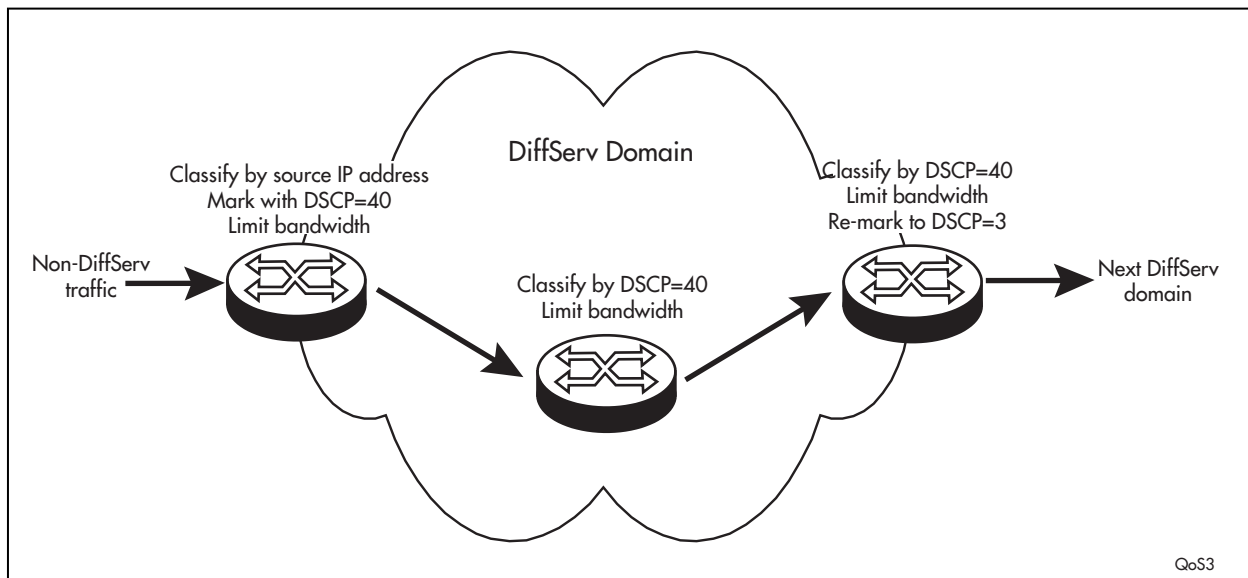 DiffServ Domain
Classify by source IP address
Mark with DSCP=40
Limit bandwidth
Classify by DSCP=40
Limit bandwidth
Re-mark to DSCP=3
Non-DiffServ
traffic
Classify by DSCP=40
Limit bandwidth
Next DiffServ
domain
QoS3